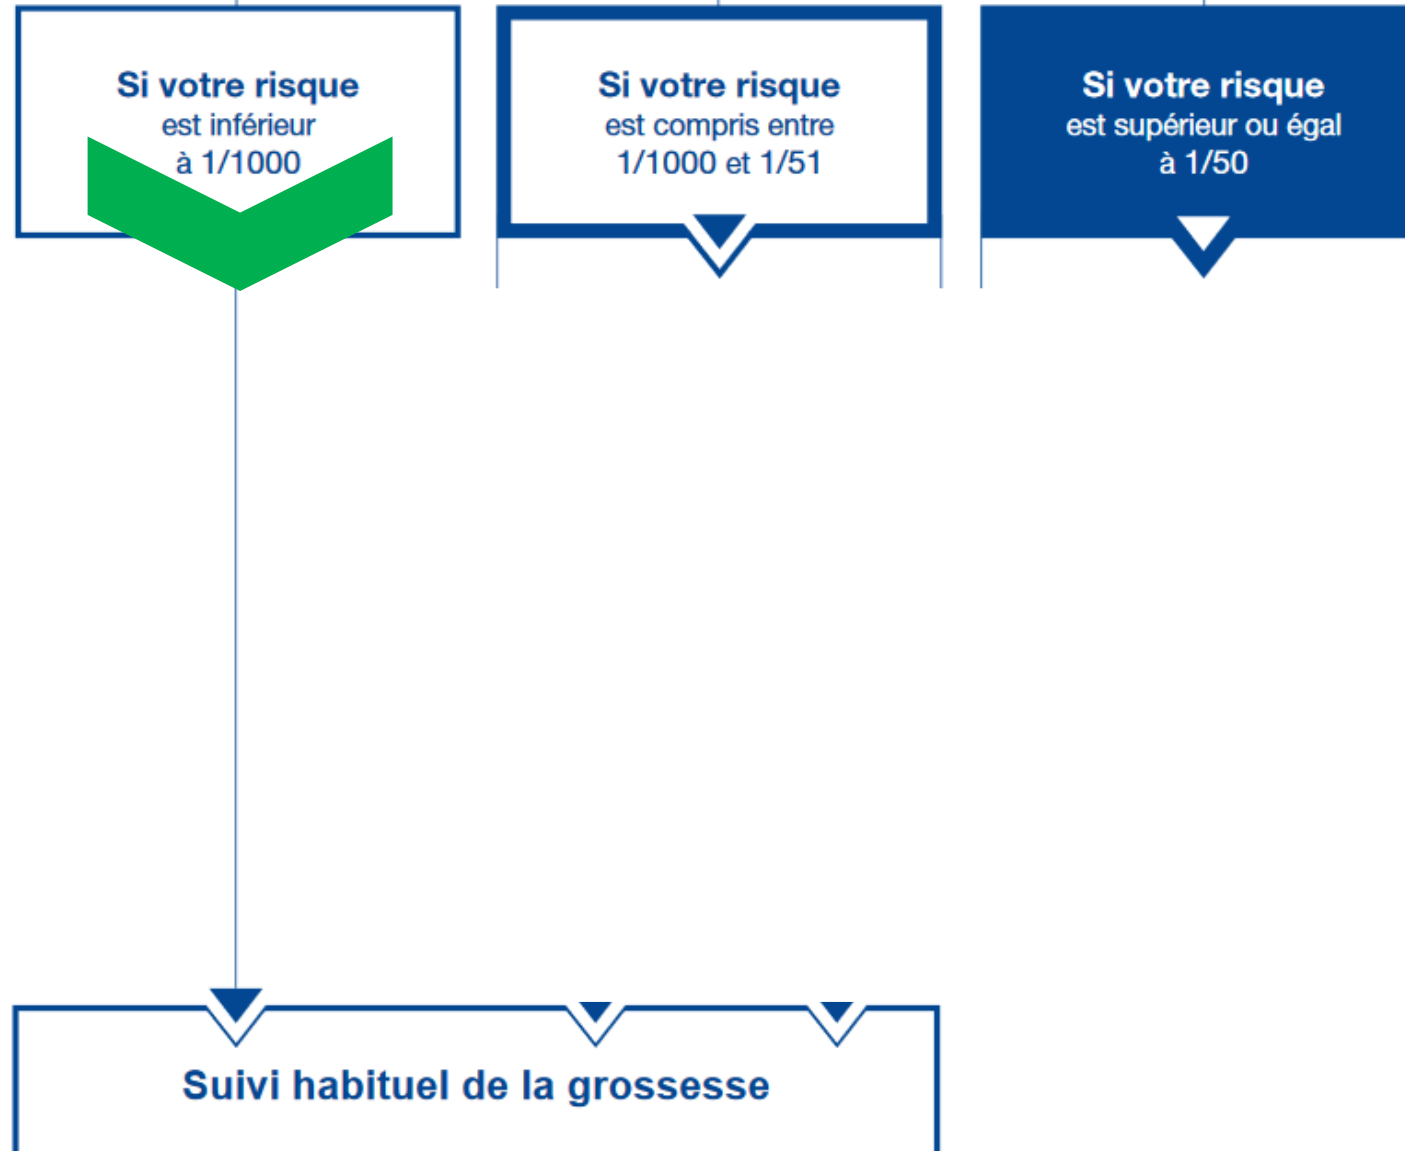 Si votre risque
est inférieur
à 1/1000
Si votre risque
est compris entre
1/1000 et 1/51
Si votre risque
est supérieur ou égal
à 1/50
Suivi habituel de la grossesse